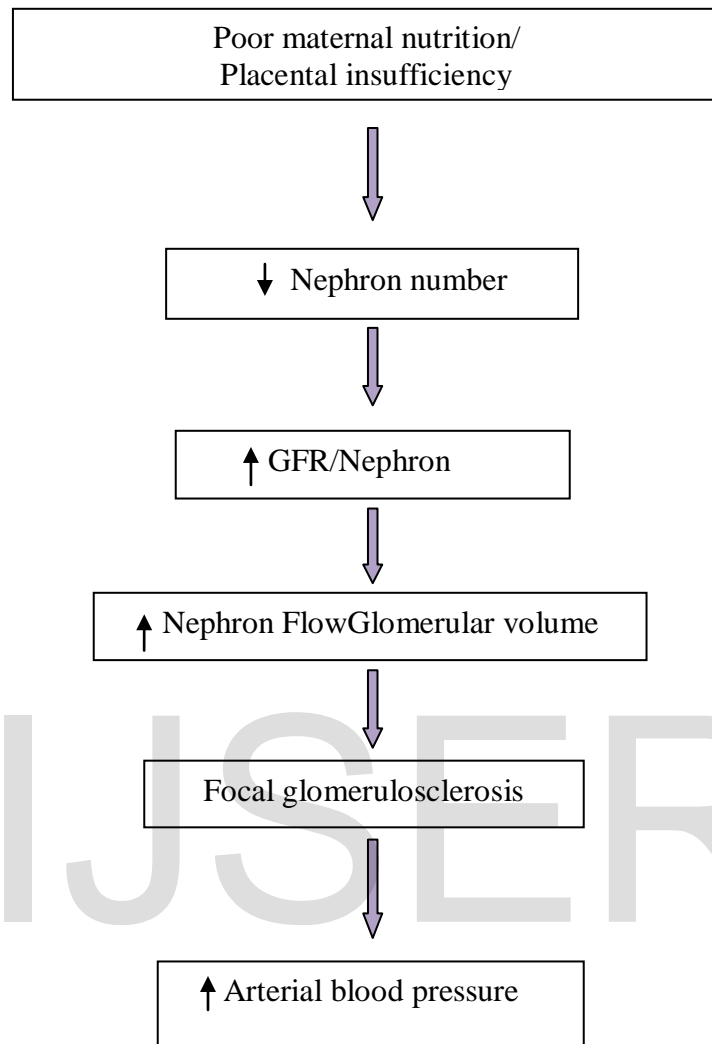 Poor maternal nutrition/
Placental insufficiency
↓ Nephron number
↑ GFR/Nephron
↑ Nephron FlowGlomerular volume
IJSER
Focal glomerulosclerosis
↑ Arterial blood pressure